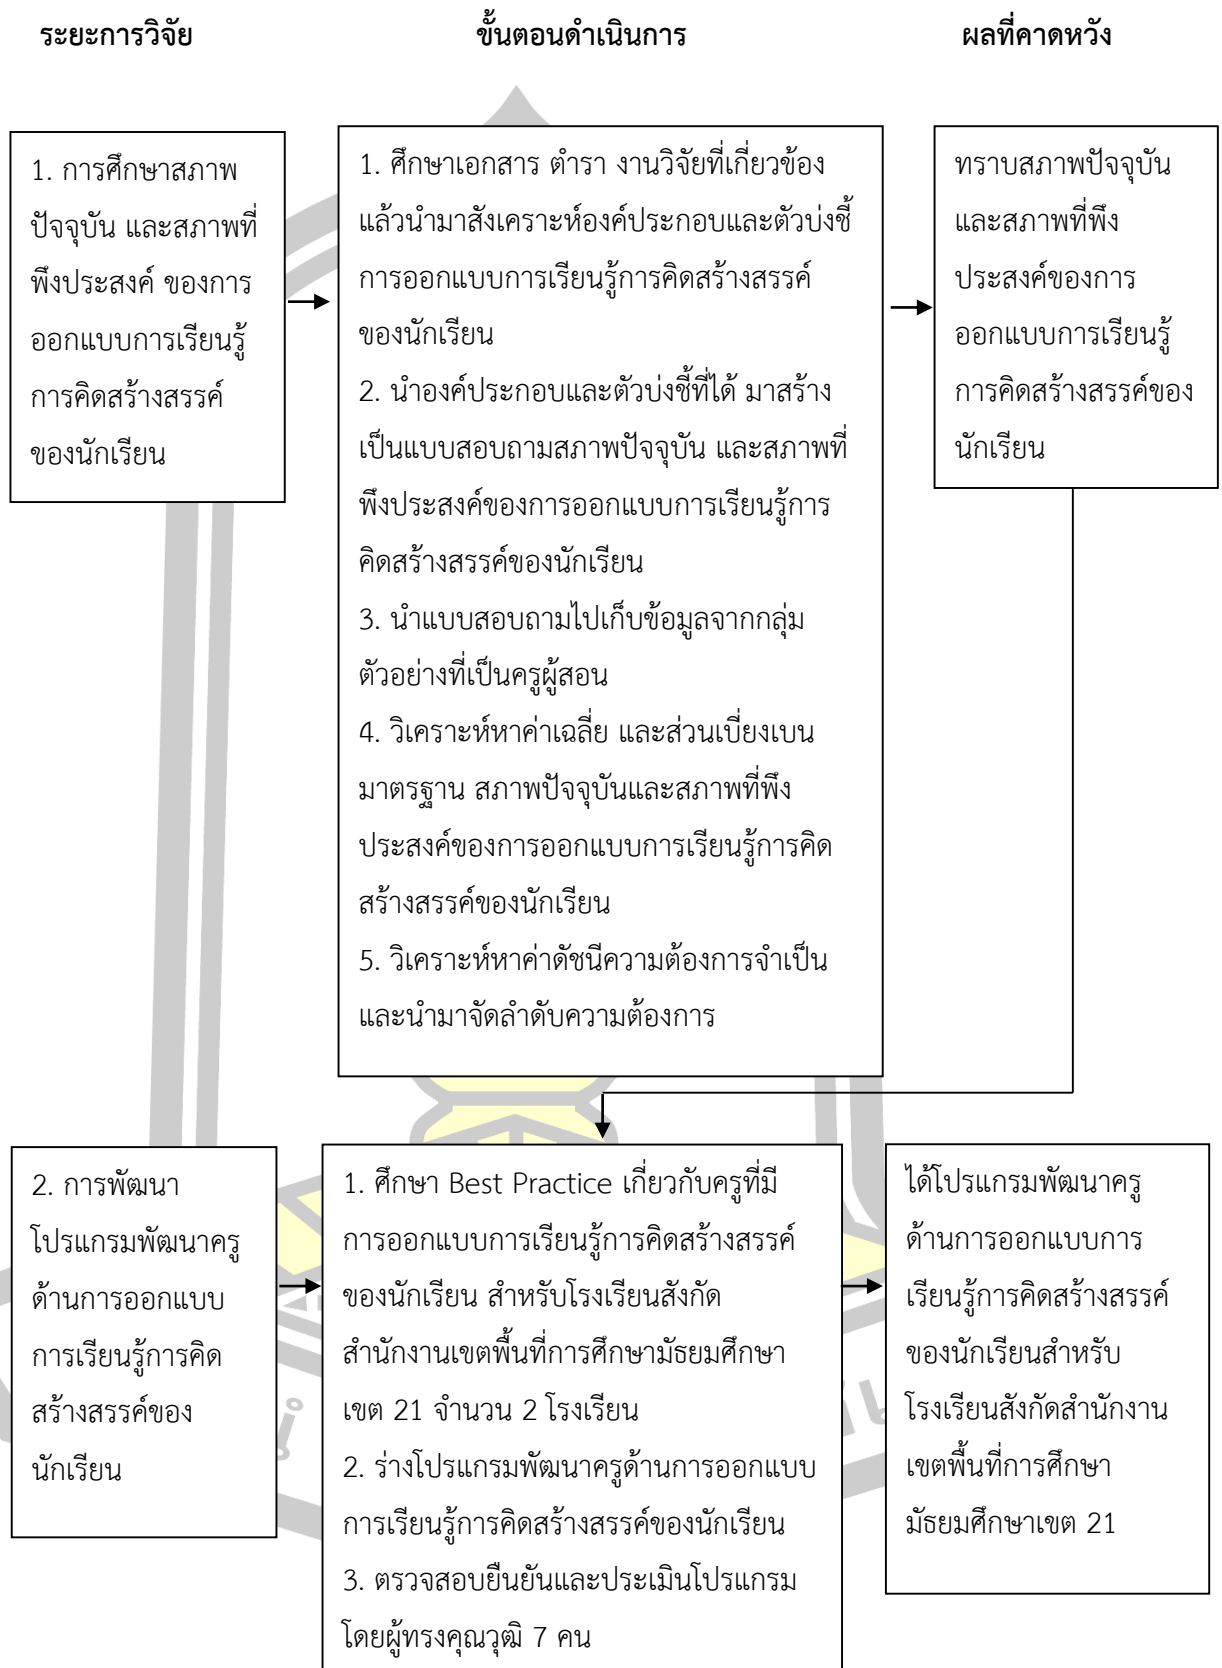 ระยะการวิจัย
ขั้นตอนดำเนินการ
ผลที่คาดหวัง
1. การศึกษาสภาพ
ปัจจุบัน และสภาพที่
พึงประสงค์ ของการ
ออกแบบการเรียนรู้
การคิดสร้างสรรค์
ของนักเรียน
1. ศึกษาเอกสาร ตำรา งานวิจัยที่เกี่ยวข้อง
แล้วนำมาสังเคราะห์องค์ประกอบและตัวบ่งชี้
การออกแบบการเรียนรู้การคิดสร้างสรรค์
ของนักเรียน
2. นำองค์ประกอบและตัวบ่งชี้ที่ได้ มาสร้าง
เป็นแบบสอบถามสภาพปัจจุบัน และสภาพที่
พึงประสงค์ของการออกแบบการเรียนรู้การ
คิดสร้างสรรค์ของนักเรียน
3. นำแบบสอบถามไปเก็บข้อมูลจากกลุ่ม
ตัวอย่างที่เป็นครูผู้สอน
4. วิเคราะห์หาค่าเฉลี่ย และส่วนเบี่ยงเบน
มาตรฐาน สภาพปัจจุบันและสภาพที่พึง
ประสงค์ของการออกแบบการเรียนรู้การคิด
สร้างสรรค์ของนักเรียน
5. วิเคราะห์หาค่าดัชนีความต้องการจำเป็น
และนำมาจัดลำดับความต้องการ
ทราบสภาพปัจจุบัน
และสภาพที่พึง
ประสงค์ของการ
ออกแบบการเรียนรู้
การคิดสร้างสรรค์ของ
นักเรียน
2. การพัฒนา
โปรแกรมพัฒนาครู
ด้านการออกแบบ
การเรียนรู้การคิด
สร้างสรรค์ของ
นักเรียน
1. ศึกษา Best Practice เกี่ยวกับครูที่มี
การออกแบบการเรียนรู้การคิดสร้างสรรค์
ของนักเรียน สำหรับโรงเรียนสังกัด
สำนักงานเขตพื้นที่การศึกษามัธยมศึกษา
เขต 21 จำนวน 2 โรงเรียน
2. ร่างโปรแกรมพัฒนาครูด้านการออกแบบ
การเรียนรู้การคิดสร้างสรรค์ของนักเรียน
3. ตรวจสอบยืนยันและประเมินโปรแกรม
โดยผู้ทรงคุณวุฒิ 7 คน
ได้โปรแกรมพัฒนาครู
ด้านการออกแบบการ
เรียนรู้การคิดสร้างสรรค์
ของนักเรียนสำหรับ
โรงเรียนสังกัดสำนักงาน
เขตพื้นที่การศึกษา
มัธยมศึกษาเขต 21